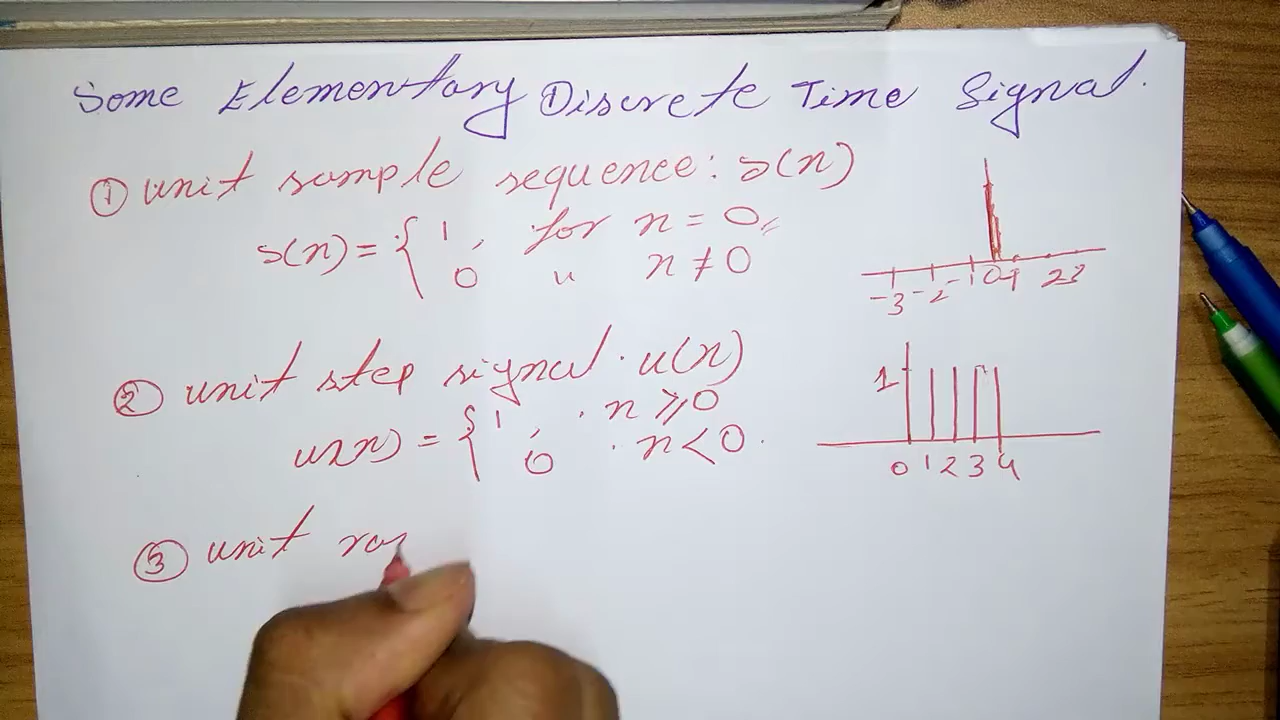 Some Elementary Discrete Time Signal.
① unit sample sequence: δ(n)
δ(n) = { 1, for n = 0,
0 " n ≠ 0
-3 -2 -1 0 1 2 3
② unit step signal · u(n)
u(n) = { 1, n ≥ 0
0 n < 0.
1
0 1 2 3 4
③ unit ra